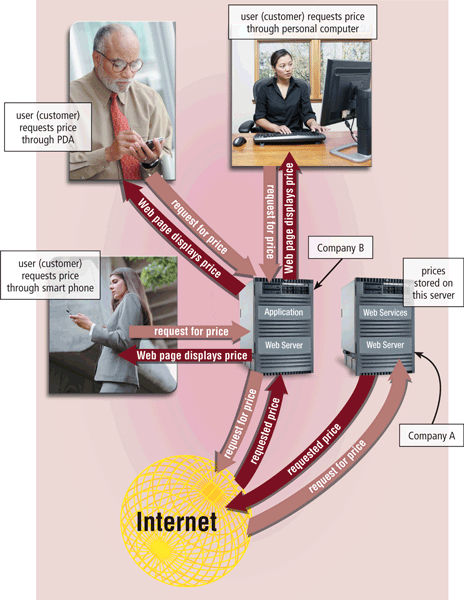 user (customer) requests price
through personal computer
user (customer)
requests price
through PDA
request for price
Web page displays price
request for price
Web page displays price
Company B
prices
stored on
this server
user (customer)
requests price
through smart phone
Application
Web Server
Web Services
Web Server
request for price
Web page displays price
request for price
requested price
requested price
request for price
Company A
Internet